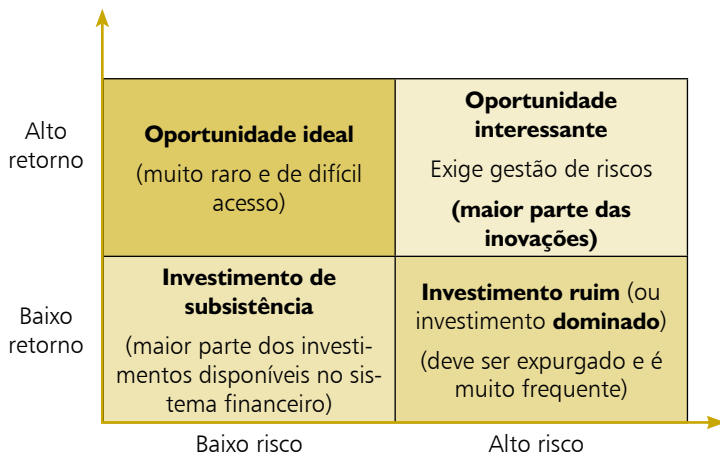 Alto
retorno
Oportunidade ideal
(muito raro e de difícil
acesso)
Oportunidade
interessante
Exige gestão de riscos
(maior parte das
inovações)
Baixo
retorno
Investimento de
subsistência
(maior parte dos investi-
mentos disponíveis no sis-
tema financeiro)
Investimento ruim (ou
investimento dominado)
(deve ser expurgado e é
muito frequente)
Baixo risco
Alto risco